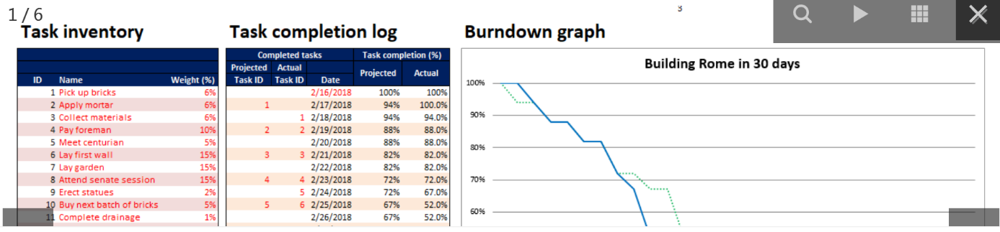 1 / 6
3
Task inventory
ID Name Weight (%)
1 Pick up bricks 6%
2 Apply mortar 6%
3 Collect materials 6%
4 Pay foreman 10%
5 Meet centurian 5%
6 Lay first wall 15%
7 Lay garden 15%
8 Attend senate session 15%
9 Erect statues 2%
10 Buy next batch of bricks 5%
11 Complete drainage 1%
Task completion log
Completed tasks Task completion (%)
Projected Actual
Projected Actual
Task ID Task ID Date
2/16/2018 100% 100%
1 2/17/2018 94% 100.0%
1 2/18/2018 94% 94.0%
2 2 2/19/2018 88% 88.0%
2/20/2018 88% 88.0%
3 3 2/21/2018 82% 82.0%
2/22/2018 82% 82.0%
4 4 2/23/2018 72% 72.0%
5 2/24/2018 72% 67.0%
5 6 2/25/2018 67% 52.0%
2/26/2018 67% 52.0%
Burndown graph
Building Rome in 30 days
100%
90%
80%
70%
60%